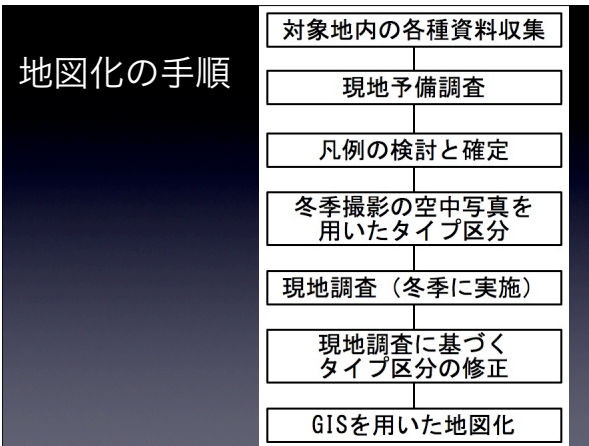 地図化の手順
対象地内の各種資料収集
現地予備調査
凡例の検討と確定
冬季撮影の空中写真を
用いたタイプ区分
現地調査（冬季に実施）
現地調査に基づく
タイプ区分の修正
GISを用いた地図化